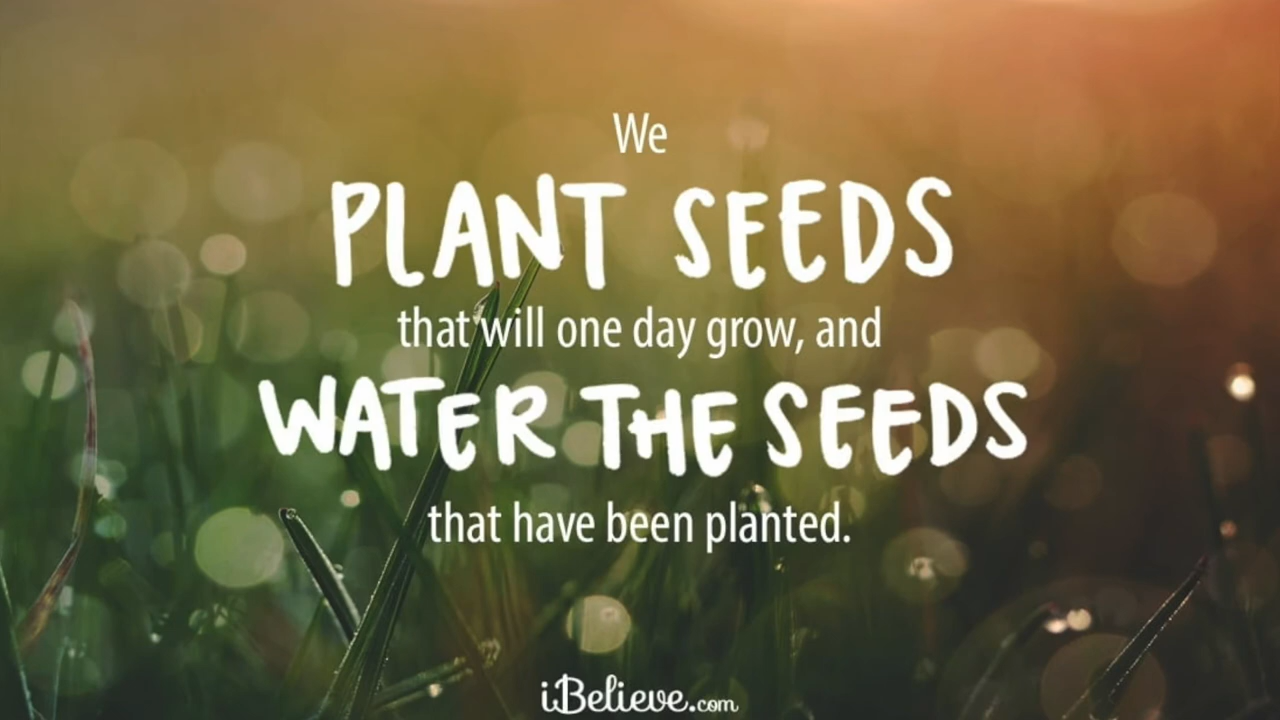 We
PLANT SEEDS
that will one day grow, and
WATER THE SEEDS
that have been planted.
iBelieve.com